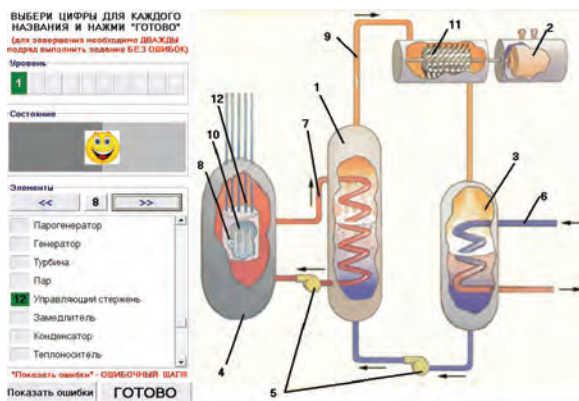 ВЫБЕРИ ЦИФРЫ ДЛЯ КАЖДОГО
НАЗВАНИЯ И НАЖМИ "ГОТОВО"
(для завершения необходимо ДВАЖДЫ
подряд выполнить задение БЕЗ ОШИБОК)
Уровень
1
Состояние
Элементы
<< 8 >>
Парогенератор
Генератор
Турбина
Пар
12 Управляющий стержень
Замедлитель
Конденсатор
Теплоноситель
"Показать ошибки" - ОШИБОЧНЫЙ ШАГ!!!
Показать ошибки ГОТОВО
11
2
9
12
1
10
7
8
3
6
4
5